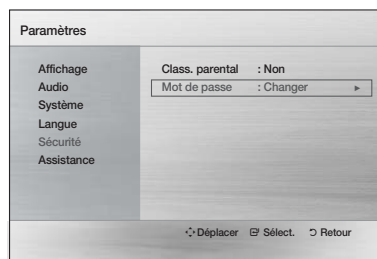 Paramètres
Affichage
Audio
Système
Langue
Sécurité
Assistance
Class. parental : Non
Mot de passe : Changer ►
Déplacer Sélect. Retour